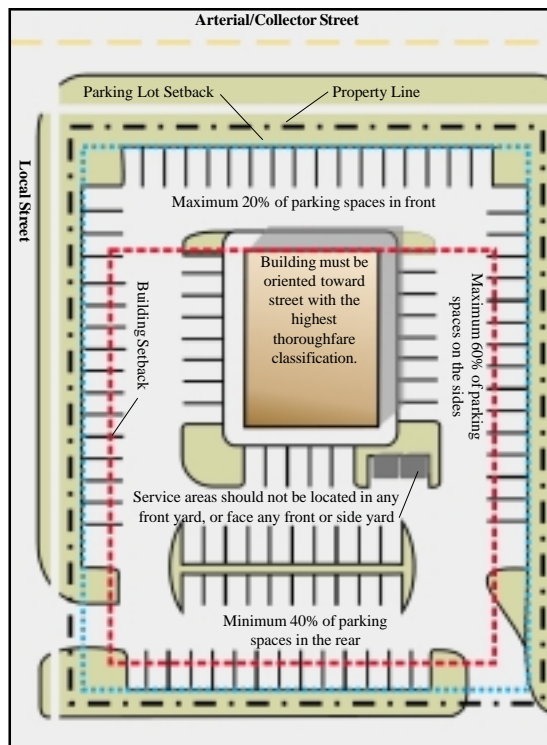 Arterial/Collector Street
Parking Lot Setback
Property Line
Local Street
Maximum 20% of parking spaces in front
Building must be
oriented toward
street with the
highest
thoroughfare
classification.
Building Setback
Maximum 60% of parking
spaces on the sides
Service areas should not be located in any
front yard, or face any front or side yard
Minimum 40% of parking
spaces in the rear